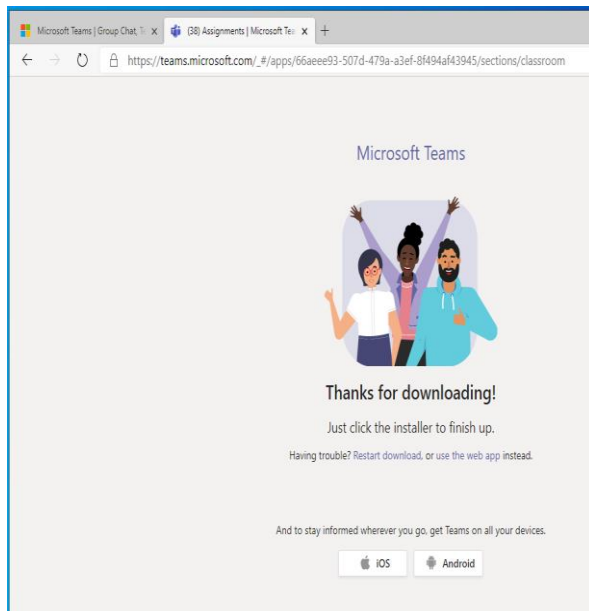 Microsoft Teams | Group Chat, T
(38) Assignments | Microsoft Tea
https://teams.microsoft.com/_#/apps/66aeee93-507d-479a-a3ef-8f494af43945/sections/classroom
Microsoft Teams
Thanks for downloading!
Just click the installer to finish up.
Having trouble? Restart download, or use the web app instead.
And to stay informed wherever you go, get Teams on all your devices.
iOS
Android